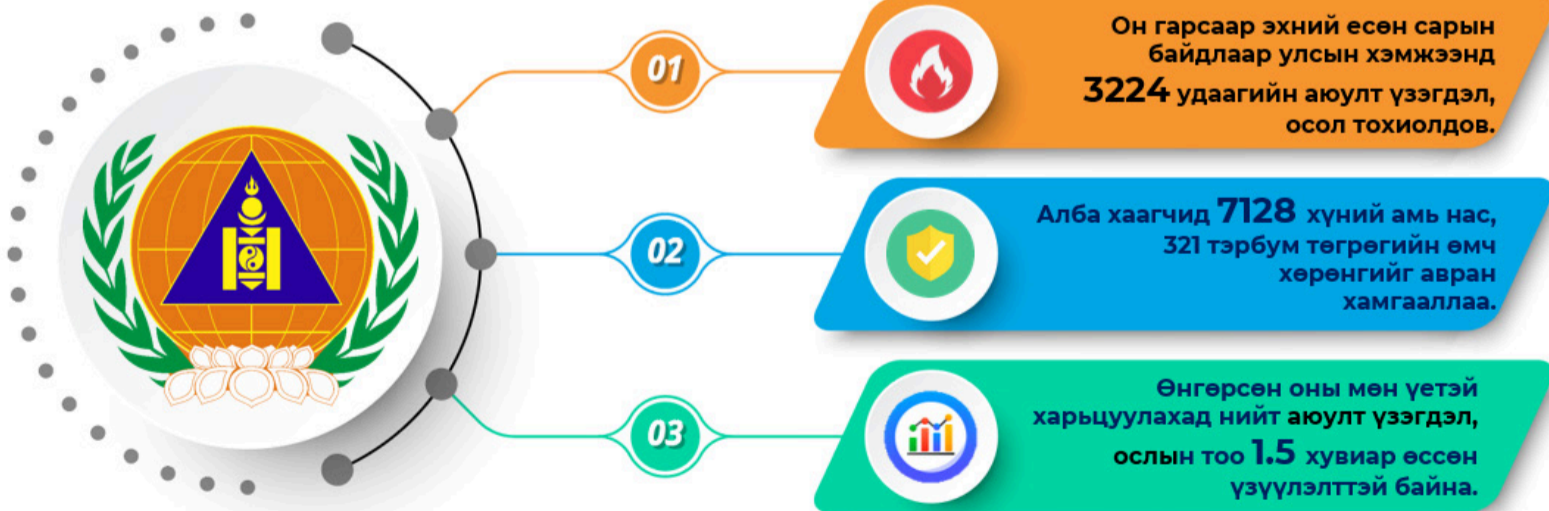 01
Он гарсаар эхний есөн сарын
байдлаар улсын хэмжээнд
3224 удаагийн аюулт үзэгдэл,
осол тохиолдов.
02
Алба хаагчид 7128 хүний амь нас,
321 тэрбум төгрөгийн өмч
хөрөнгийг авран
хамгааллаа.
03
Өнгөрсөн оны мөн үетэй
харьцуулахад нийт аюулт үзэгдэл,
ослын тоо 1.5 хувиар өссөн
үзүүлэлттэй байна.